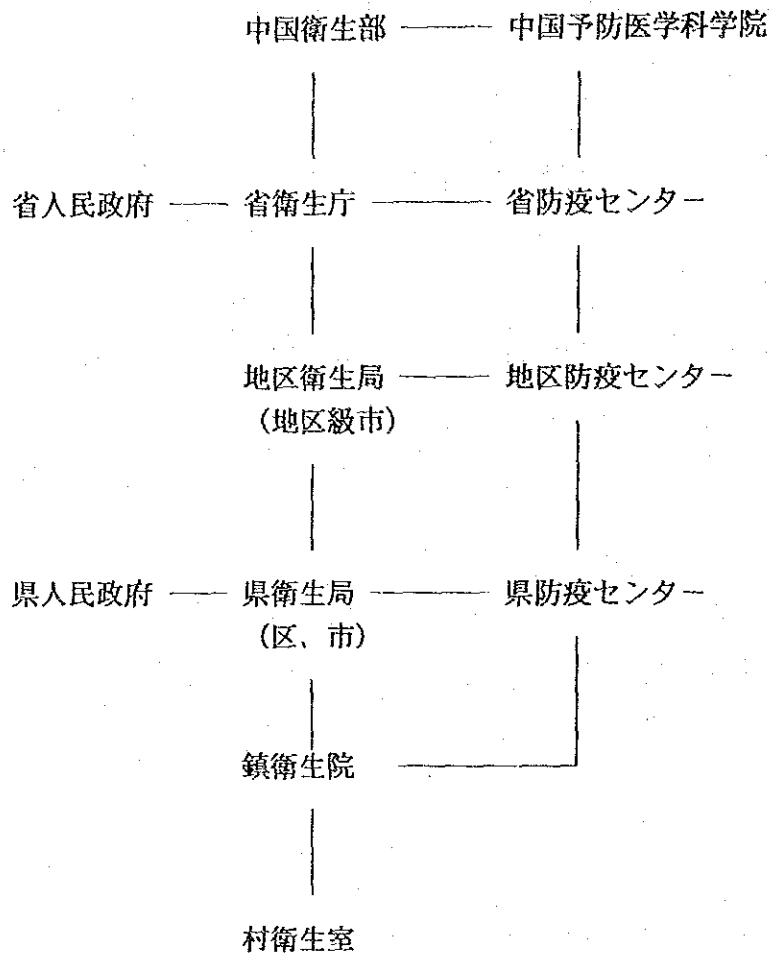 中国衛生部 中国予防医学科学院
省人民政府 省衛生庁 省防疫センター
地区衛生局 地区防疫センター
(地区級市)
県人民政府 県衛生局 県防疫センター
(区、市)
鎮衛生院
村衛生室